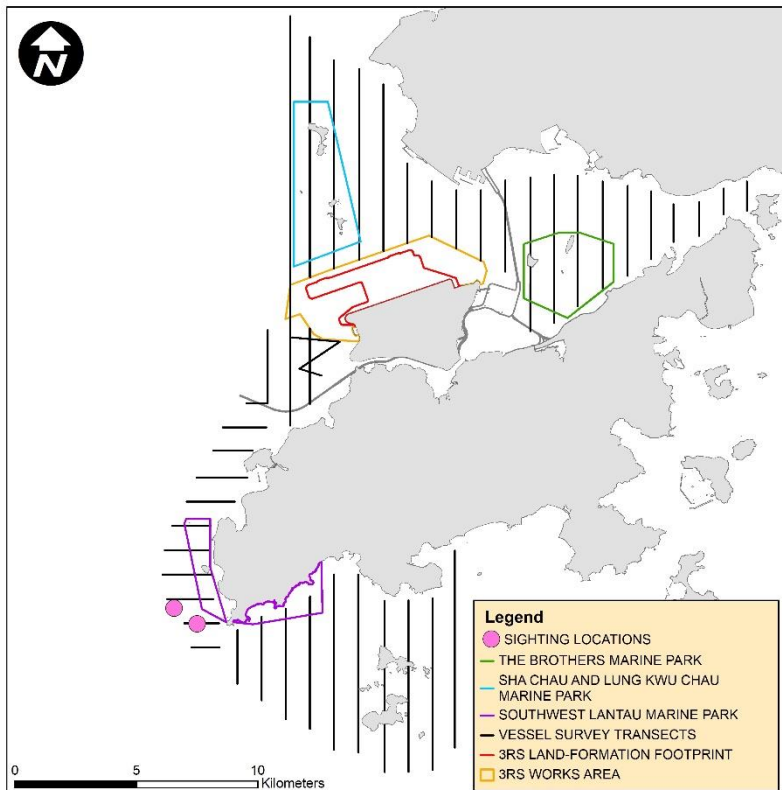 N
Legend
SIGHTING LOCATIONS
THE BROTHERS MARINE PARK
SHA CHAU AND LUNG KWU CHAU
MARINE PARK
SOUTHWEST LANTAU MARINE PARK
VESSEL SURVEY TRANSECTS
3RS LAND-FORMATION FOOTPRINT
3RS WORKS AREA
0 5 10
Kilometers